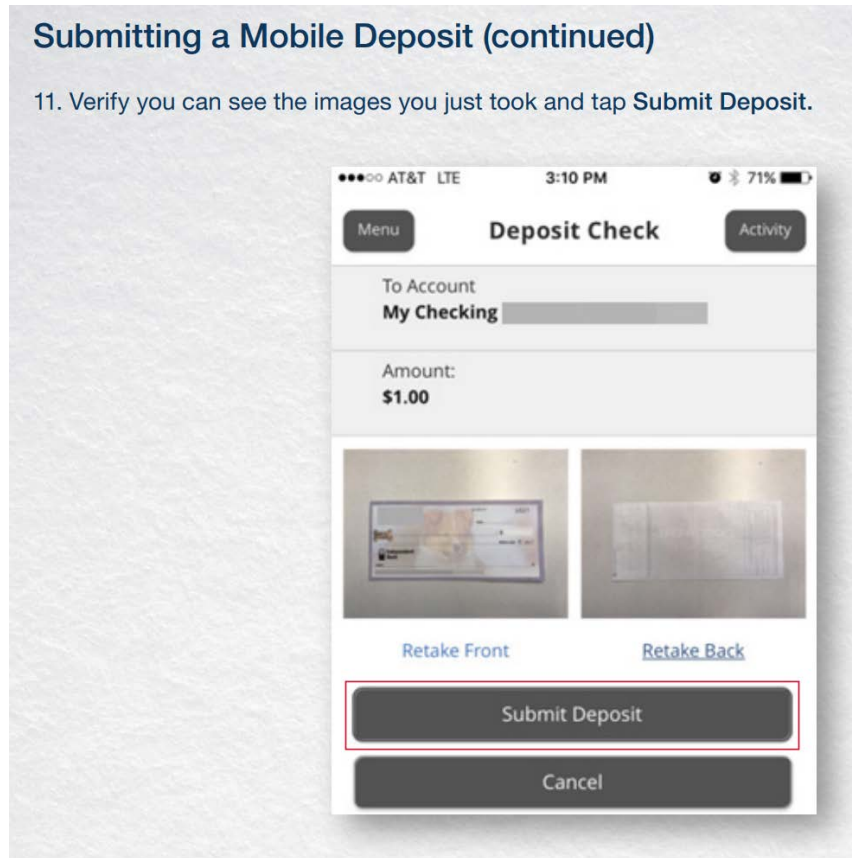 Submitting a Mobile Deposit (continued)
11. Verify you can see the images you just took and tap Submit Deposit.
AT&T LTE 3:10 PM 71%
Menu Deposit Check Activity
To Account
My Checking
Amount:
$1.00
Independent
Bank
Retake Front Retake Back
Submit Deposit
Cancel